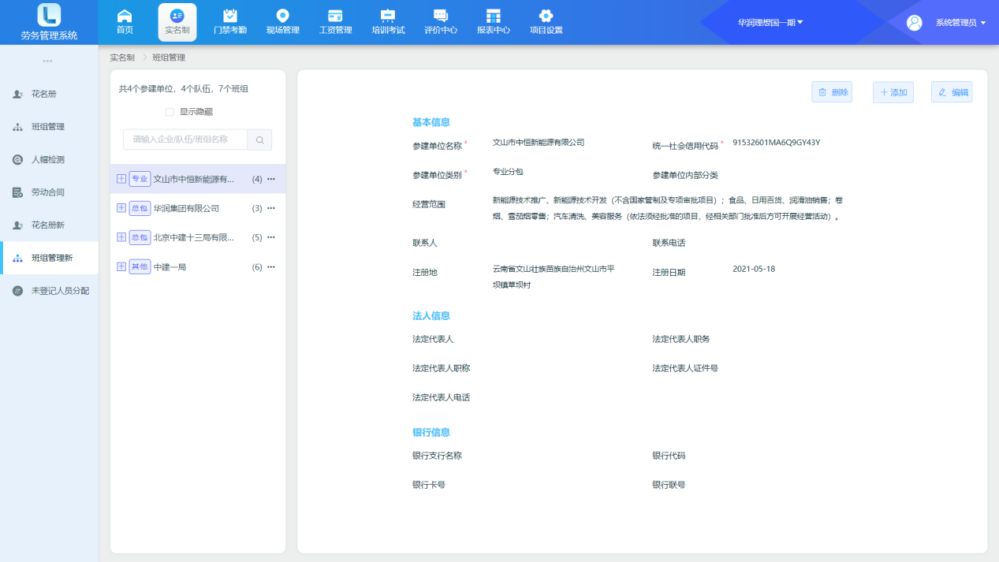 劳务管理系统
首页
实名制
门禁考勤
现场管理
工资管理
培训考试
评价中心
报表中心
项目设置
华润理想国一期
系统管理员
花名册
班组管理
人帽检测
劳动合同
花名册新
班组管理新
未登记人员分配
实名制 > 班组管理
共4个参建单位，4个队伍，7个班组
显示隐藏
请输入企业/队伍/班组名称
专业 文山市中恒新能源有... (4)
总包 华润集团有限公司 (3)
总包 北京中建十三局有限... (5)
其他 中建一局 (6)
删除 添加 编辑
基本信息
参建单位名称* 文山市中恒新能源有限公司 统一社会信用代码* 91532601MA6Q9GY43Y
参建单位类别* 专业分包 参建单位内部分类
经营范围 新能源技术推广、新能源技术开发（不含国家管制及专项审批项目）；食品、日用百货、润滑油销售；卷
烟、雪茄烟零售；汽车清洗、美容服务（依法须经批准的项目，经相关部门批准后方可开展经营活动）。
联系人 联系电话
注册地 云南省文山壮族苗族自治州文山市平
坝镇草坝村
注册日期 2021-05-18
法人信息
法定代表人 法定代表人职务
法定代表人职称 法定代表人证件号
法定代表人电话
银行信息
银行支行名称 银行代码
银行卡号 银行联号